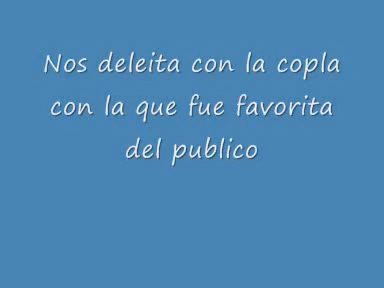 Nos deleita con la copla
con la que fue favorita
del publico